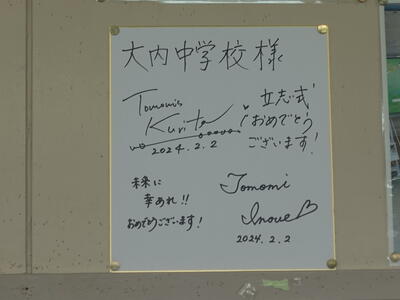 大内中学校様
Tomomi's
Kurita
2024.2.2
立志式
おめでとう
ございます!
未来に
幸あれ!!
おめでとうございます!
Tomomi
Inoue
2024.2.2